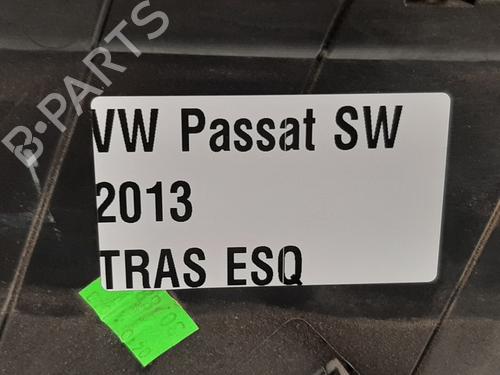 B-PARTS
VW Passat SW
2013
TRAS ESQ